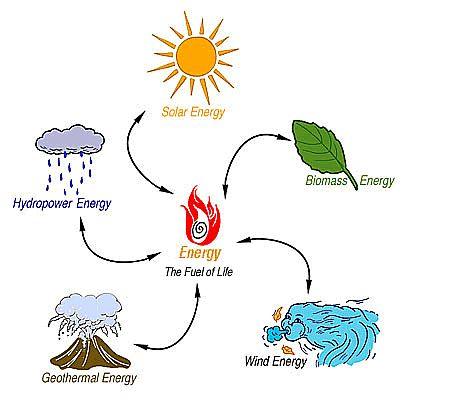 Solar Energy
Biomass Energy
Hydropower Energy
Energy
The Fuel of Life
Wind Energy
Geothermal Energy